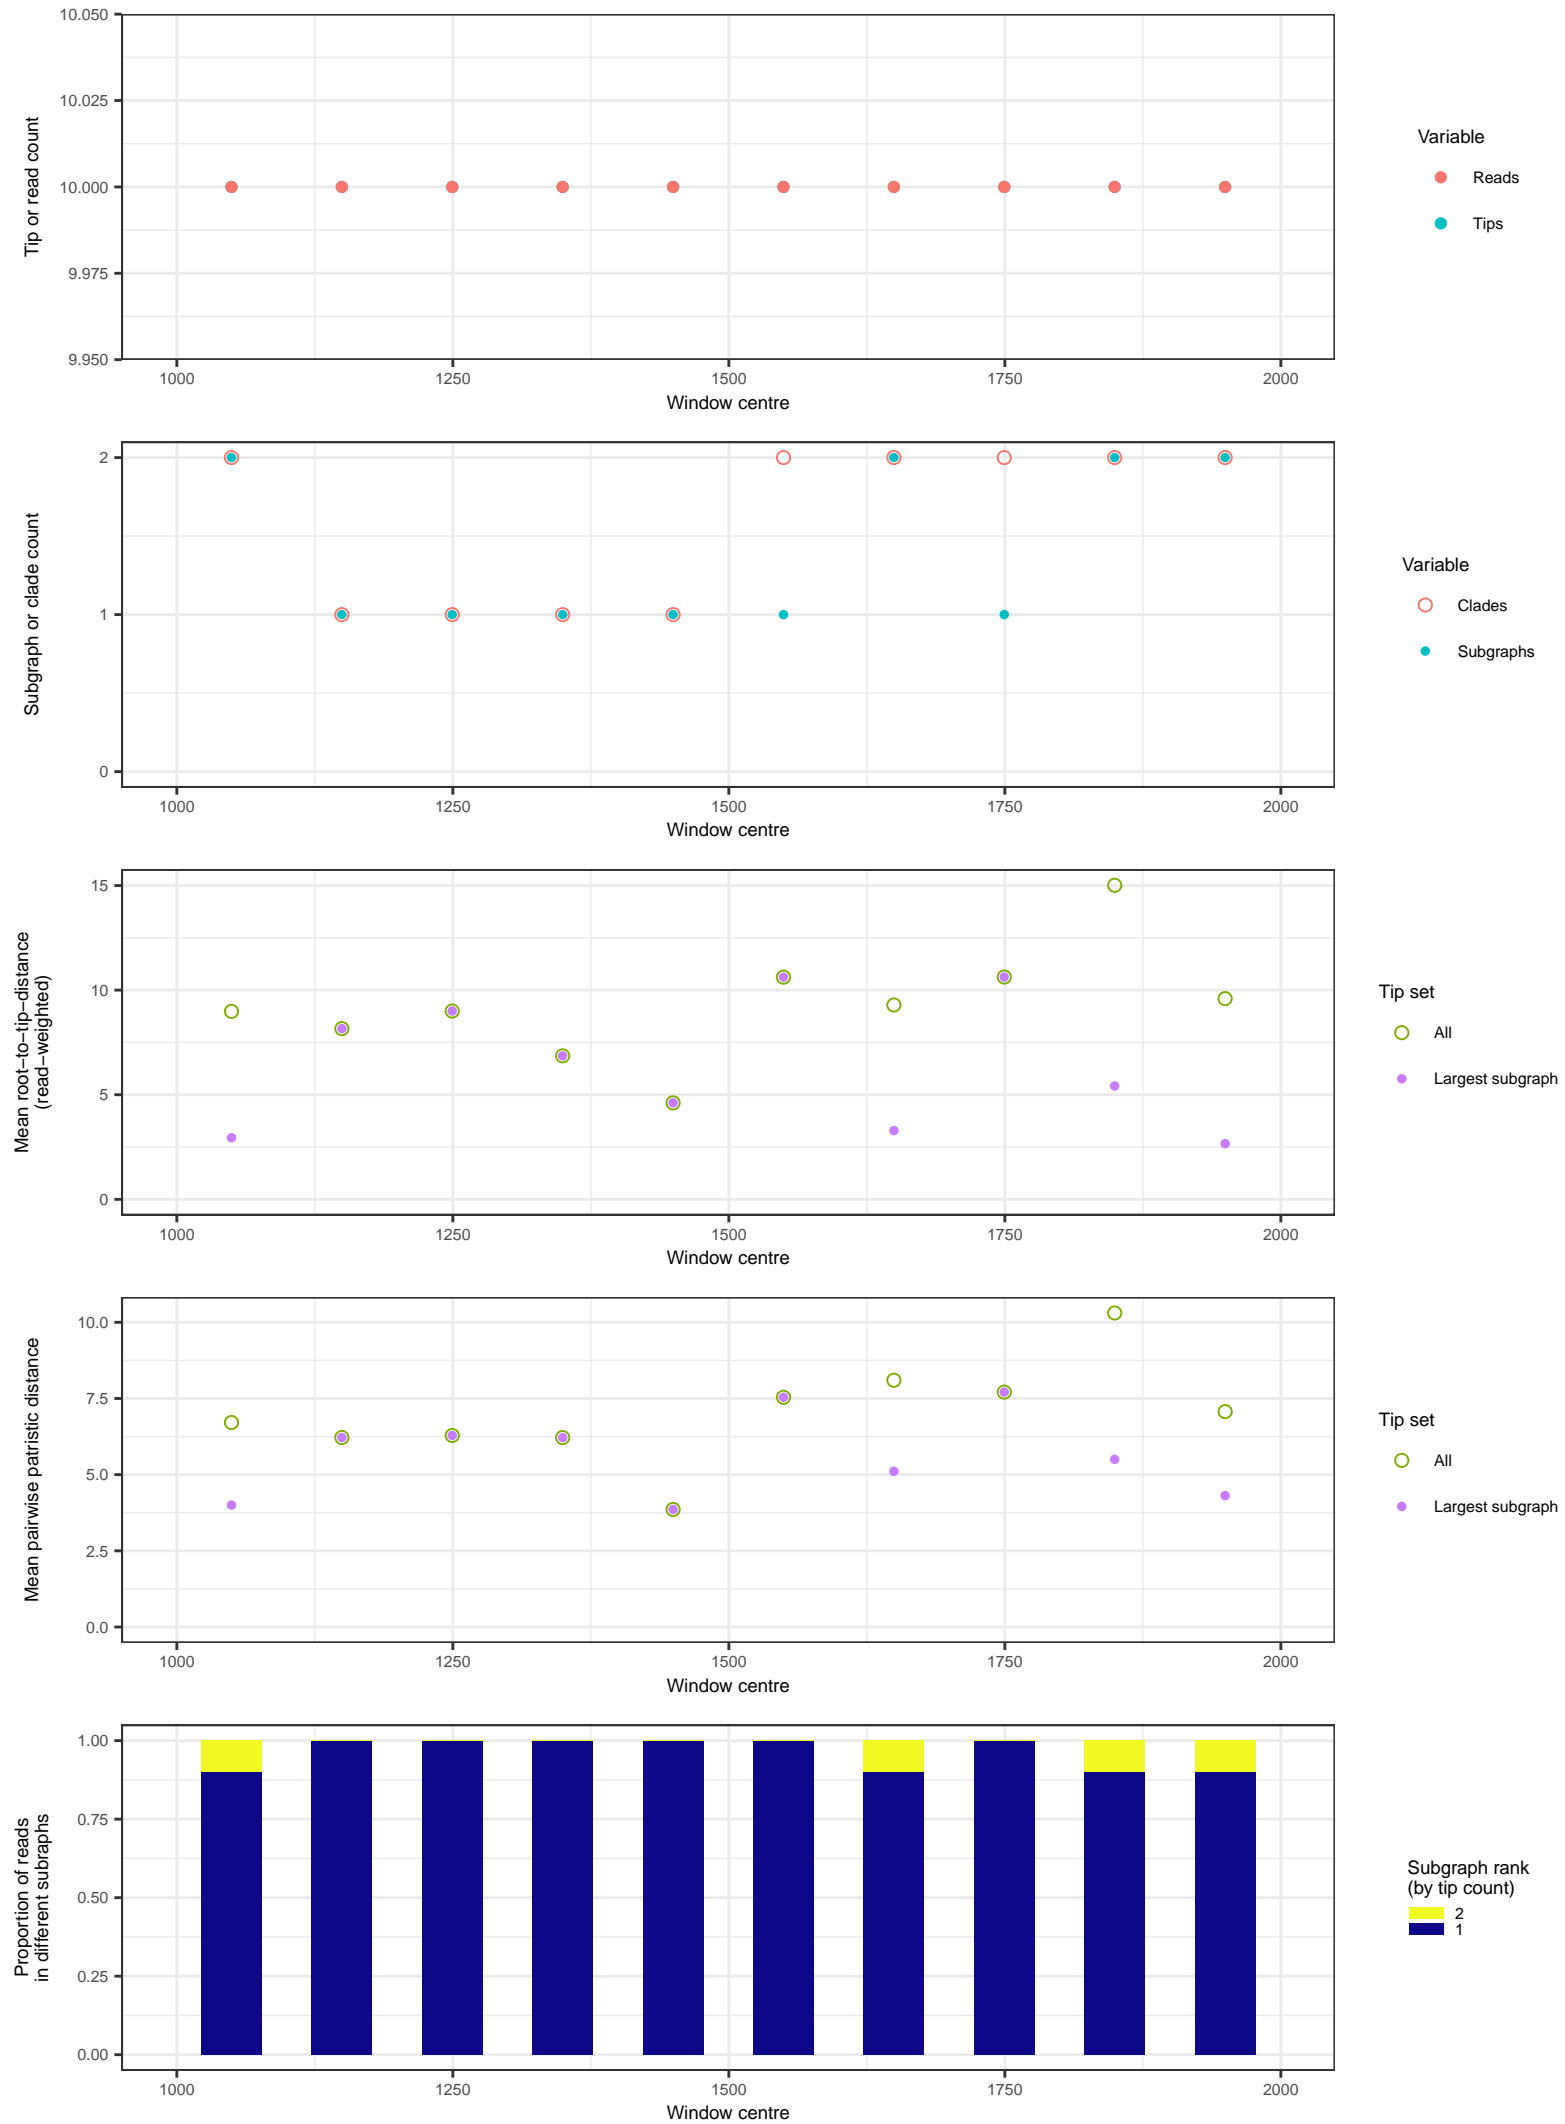 10.050
10.025
10.000
9.975
9.950
Tip or read count
1000 1250 1500 1750 2000
Window centre
Variable
Reads
Tips
2
1
0
Subgraph or clade count
1000 1250 1500 1750 2000
Window centre
Variable
Clades
Subgraphs
15
10
5
0
Mean root−to−tip−distance
(read−weighted)
1000 1250 1500 1750 2000
Window centre
Tip set
All
Largest subgraph
10.0
7.5
5.0
2.5
0.0
Mean pairwise patristic distance
1000 1250 1500 1750 2000
Window centre
Tip set
All
Largest subgraph
1.00
0.75
0.50
0.25
0.00
Proportion of reads
in different subraphs
1000 1250 1500 1750 2000
Window centre
Subgraph rank
(by tip count)
2
1